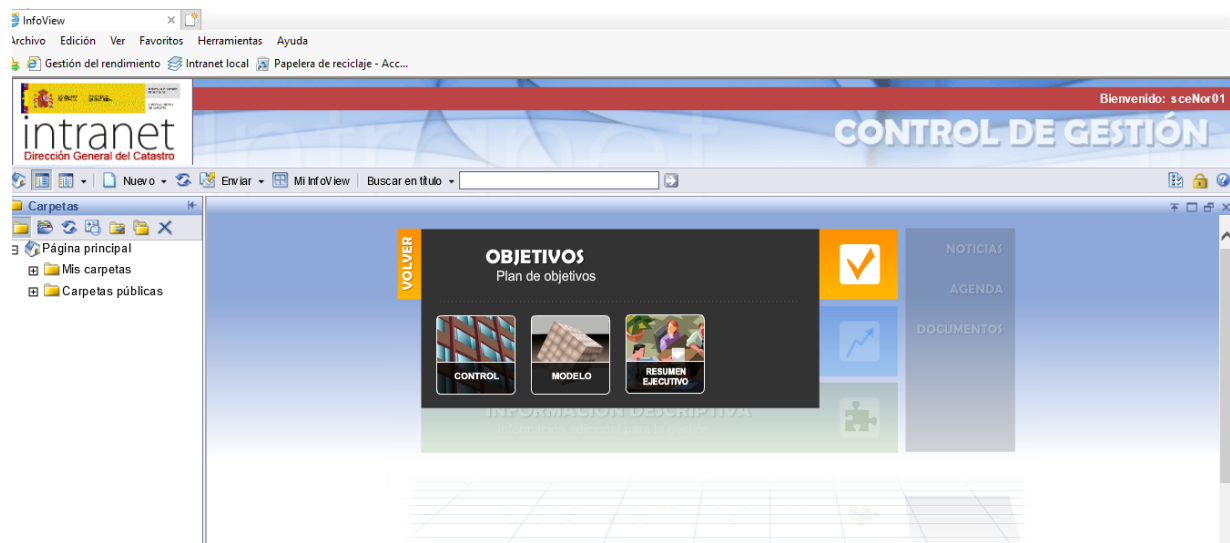 InfoView
Archivo Edición Ver Favoritos Herramientas Ayuda
Gestión del rendimiento Intranet local Papelera de reciclaje - Acc...
Bienvenido: sceNor01
intranet
Dirección General del Catastro
CONTROL DE GESTIÓN
Nuevo Enviar Mi InfoView Buscar en título
Carpetas
Página principal
Mis carpetas
Carpetas públicas
VOLVER
OBJETIVOS
Plan de objetivos
CONTROL
MODELO
RESUMEN
EJECUTIVO
NOTICIAS
AGENDA
DOCUMENTOS
INFORMACIÓN DESCRIPTIVA